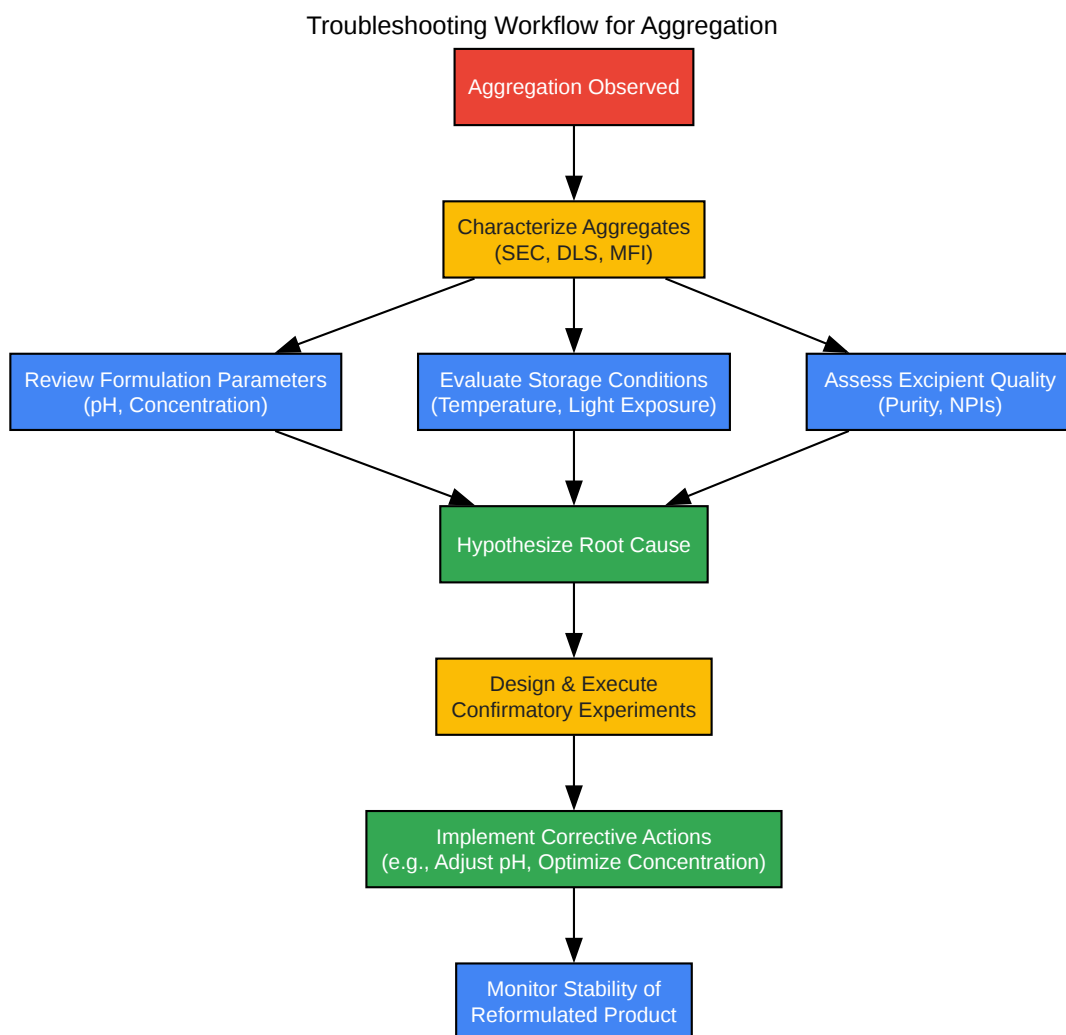 Troubleshooting Workflow for Aggregation
Aggregation Observed
Characterize Aggregates
(SEC, DLS, MFI)
Review Formulation Parameters
(pH, Concentration)
Evaluate Storage Conditions
(Temperature, Light Exposure)
Assess Excipient Quality
(Purity, NPIs)
Hypothesize Root Cause
Design & Execute
Confirmatory Experiments
Implement Corrective Actions
(e.g., Adjust pH, Optimize Concentration)
Monitor Stability of
Reformulated Product